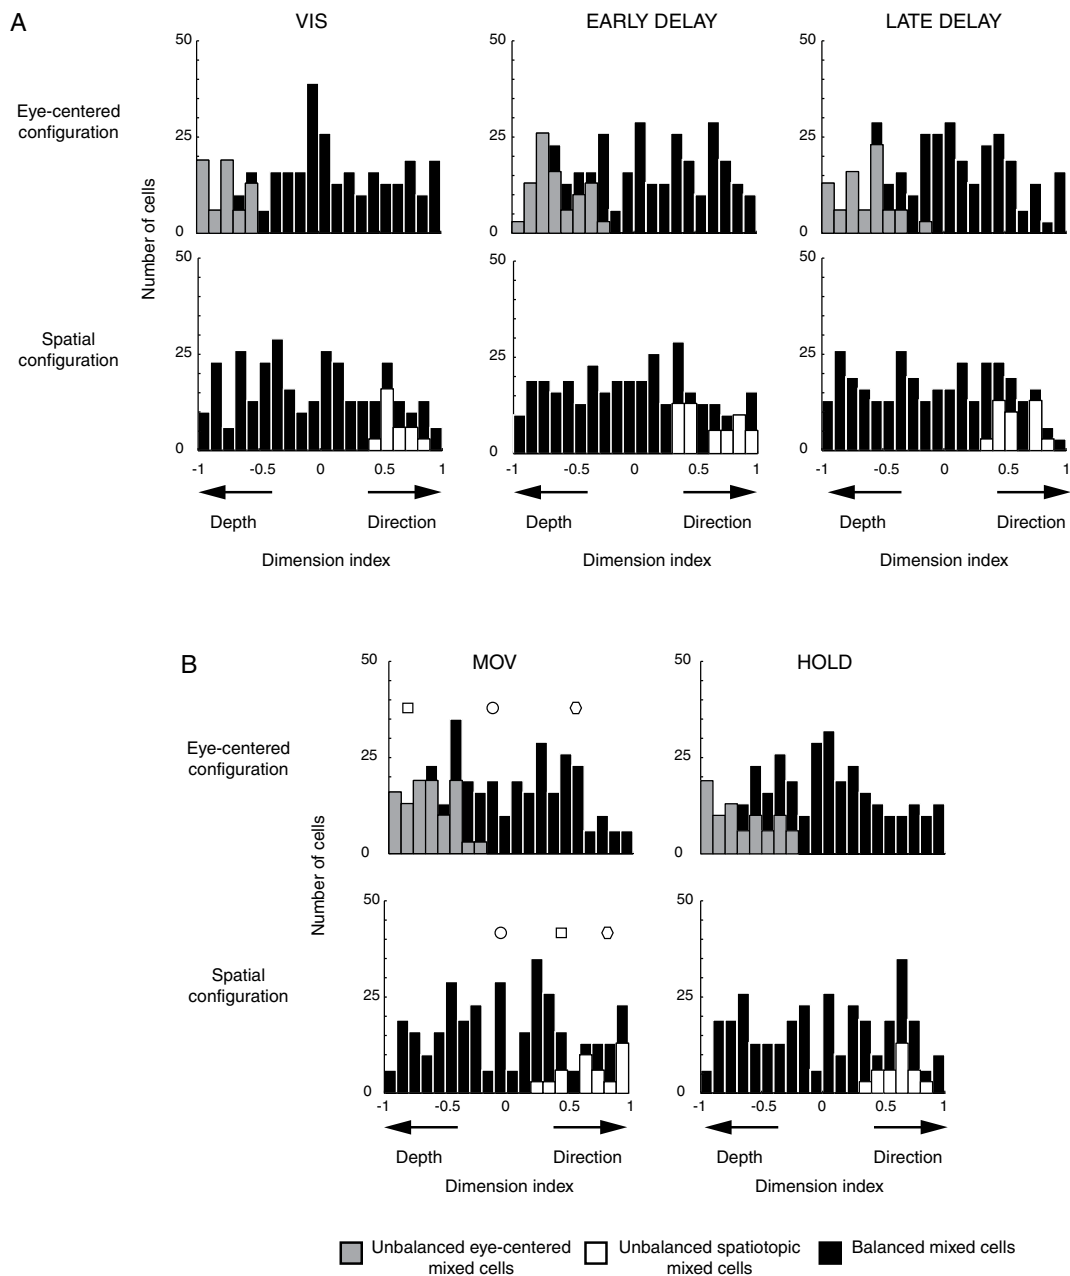 A
VIS
EARLY DELAY
LATE DELAY
Eye-centered
configuration
Number of cells
50
25
0
50
25
0
50
25
0
Spatial
configuration
50
25
0
-1
-0.5
0
0.5
1
50
25
0
-1
-0.5
0
0.5
1
50
25
0
-1
-0.5
0
0.5
1
Depth
Direction
Depth
Direction
Depth
Direction
Dimension index
Dimension index
Dimension index
B
MOV
HOLD
Eye-centered
configuration
Number of cells
50
25
0
50
25
0
Spatial
configuration
50
25
0
-1
-0.5
0
0.5
1
50
25
0
-1
-0.5
0
0.5
1
Depth
Direction
Depth
Direction
Dimension index
Dimension index
Unbalanced eye-centered
mixed cells
Unbalanced spatiotopic
mixed cells
Balanced mixed cells